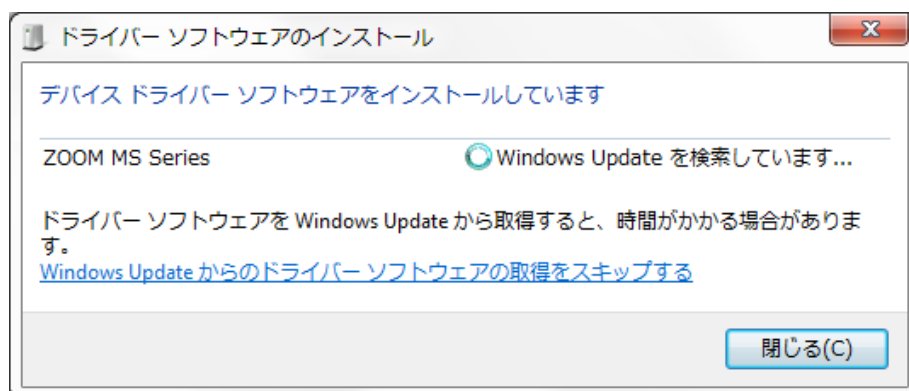 ドライバー ソフトウェアのインストール
デバイス ドライバー ソフトウェアをインストールしています
ZOOM MS Series Windows Update を検索しています...
ドライバー ソフトウェアを Windows Update から取得すると、時間がかかる場合がありま
す。
Windows Update からのドライバー ソフトウェアの取得をスキップする
閉じる(C)